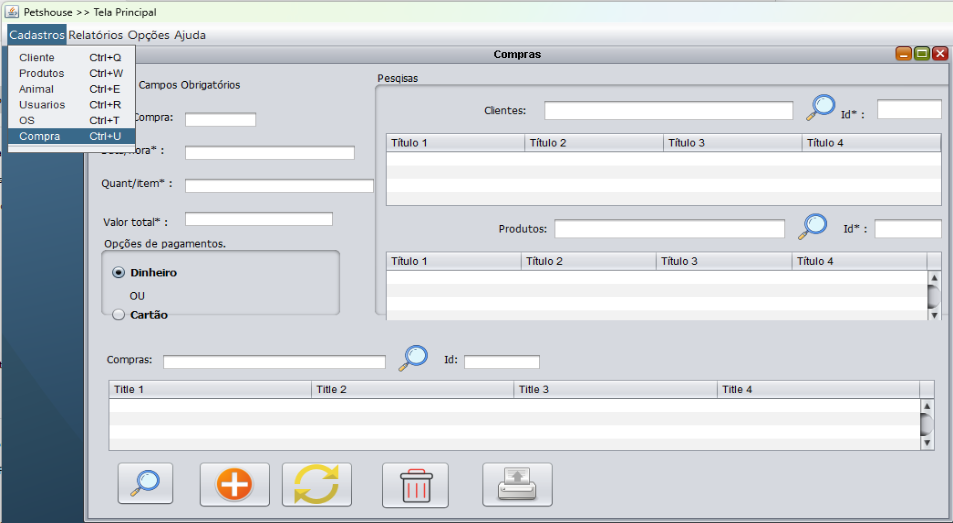 Petshouse >> Tela Principal
Cadastros Relatórios Opções Ajuda
Cliente Ctrl+Q
Produtos Ctrl+W
Animal Ctrl+E
Usuarios Ctrl+R
OS Ctrl+T
Compra Ctrl+U
Compras
Campos Obrigatórios
Compra:
hora* :
Quant/item* :
Valor total* :
Opções de pagamentos.
Dinheiro
OU
Cartão
Pesqisas
Clientes: Id* :
Título 1 Título 2 Título 3 Título 4
Produtos: Id* :
Título 1 Título 2 Título 3 Título 4
Compras: Id:
Title 1 Title 2 Title 3 Title 4